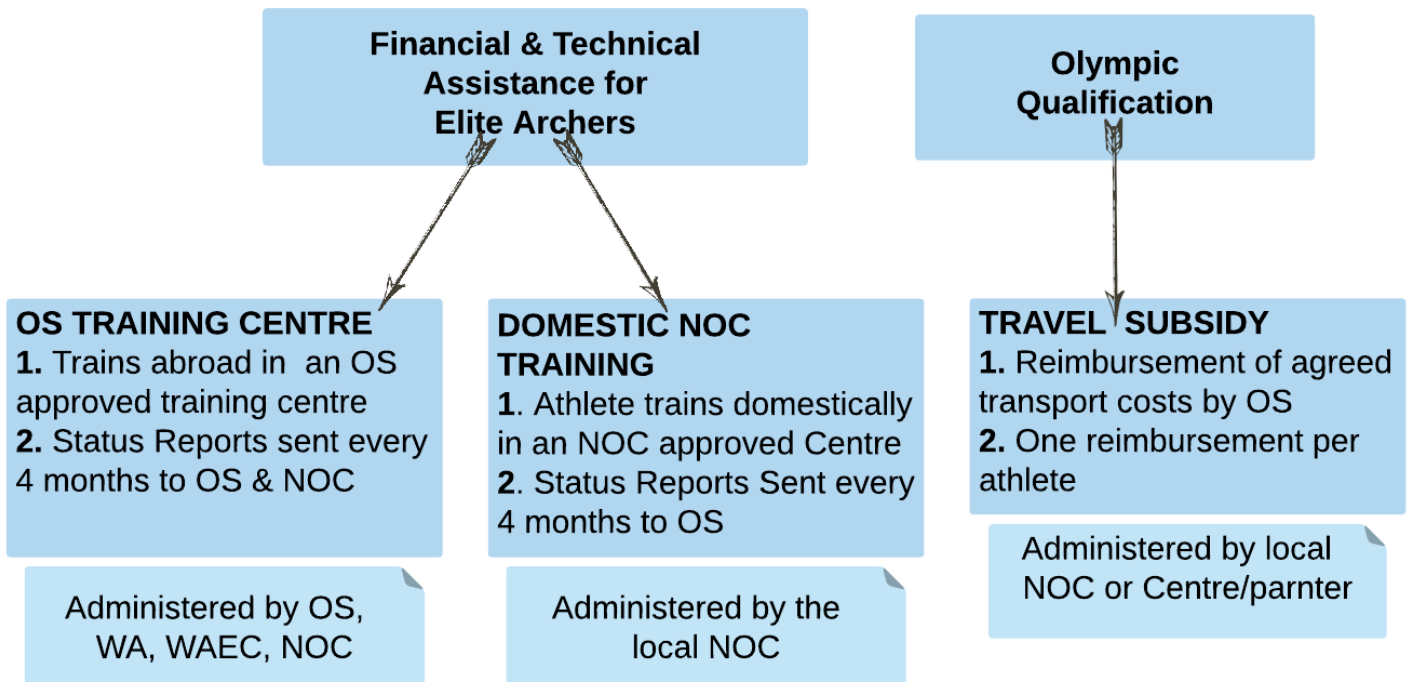 Financial & Technical
Assistance for
Elite Archers
Olympic
Qualification
OS TRAINING CENTRE
1. Trains abroad in an OS
approved training centre
2. Status Reports sent every
4 months to OS & NOC
Administered by OS,
WA, WAEC, NOC
DOMESTIC NOC
TRAINING
1. Athlete trains domestically
in an NOC approved Centre
2. Status Reports Sent every
4 months to OS
Administered by the
local NOC
TRAVEL SUBSIDY
1. Reimbursement of agreed
transport costs by OS
2. One reimbursement per
athlete
Administered by local
NOC or Centre/parnter